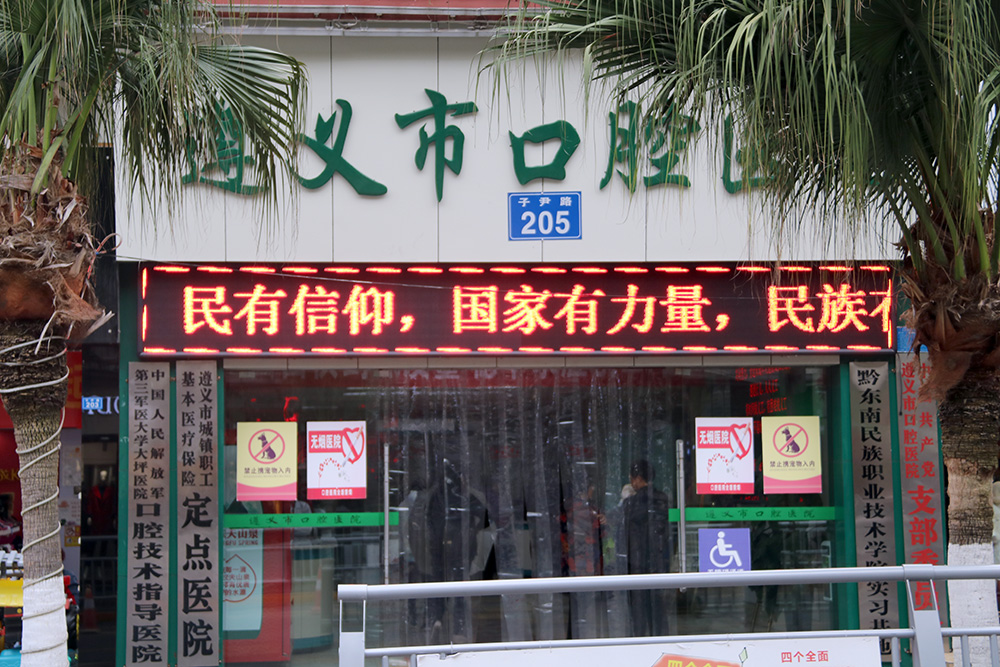 遵义市口腔医
子尹路
205
民有信仰，国家有力量，民族
中国人民解放军
第三军医大学大坪医院
口腔技术指导医院
遵义市城镇职工
基本医疗保险
定点医院
禁止携宠物入内
无烟医院
无烟医院
禁止携宠物入内
遵义市口腔医院
遵义市口腔医院
黔东南民族职业技术学院实习基地
中国共产党
遵义市口腔医院
支部委
大山泉
四个全面